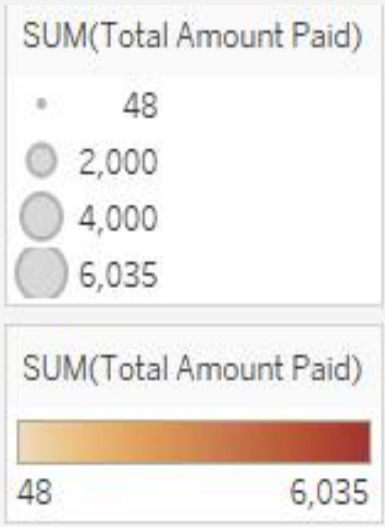 SUM(Total Amount Paid)
48
2,000
4,000
6,035
SUM(Total Amount Paid)
48 6,035